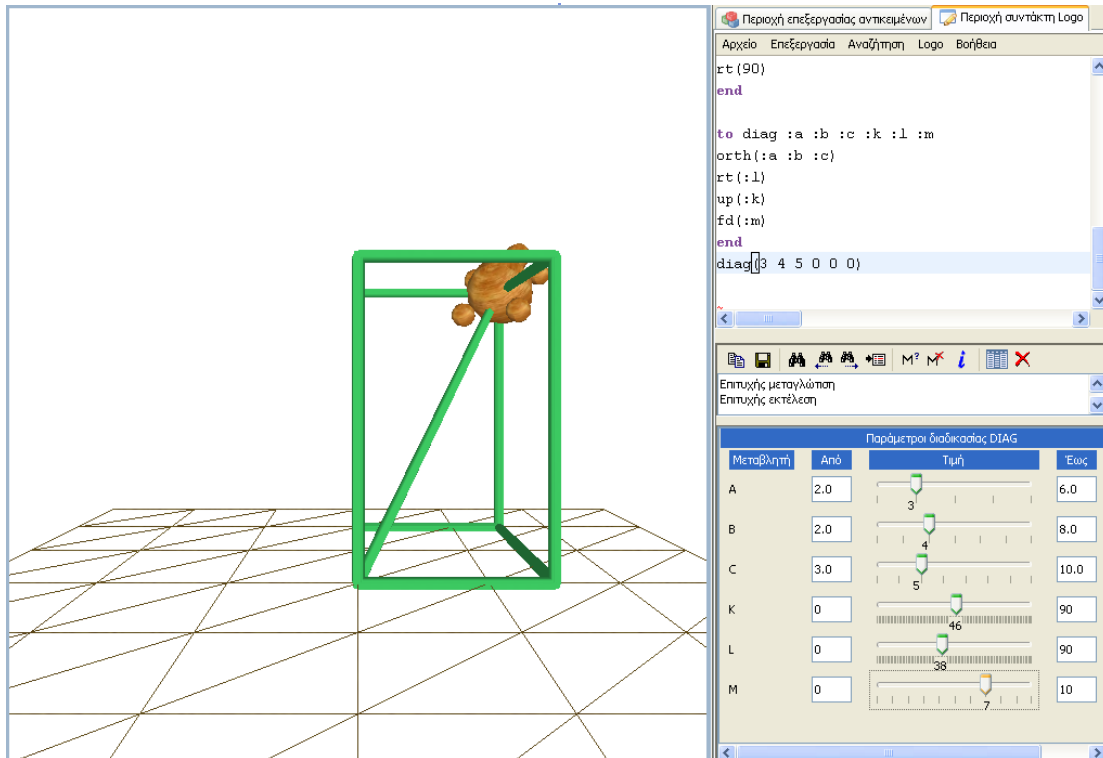 Περιοχή επεξεργασίας αντικειμένων Περιοχή συντάκτη Logo
Αρχείο Επεξεργασία Αναζήτηση Logo Βοήθεια
rt(90)
end
to diag :a :b :c :k :l :m
orth(:a :b :c)
rt(:l)
up(:k)
fd(:m)
end
diag(3 4 5 0 0 0)
~
M? M
i
Επιτυχής μεταγλώτιση
Επιτυχής εκτέλεση
Παράμετροι διαδικασίας DIAG
Μεταβλητή Από Τιμή Έως
A 2.0 3 6.0
B 2.0 4 8.0
C 3.0 5 10.0
K 0 46 90
L 0 38 90
M 0 7 10